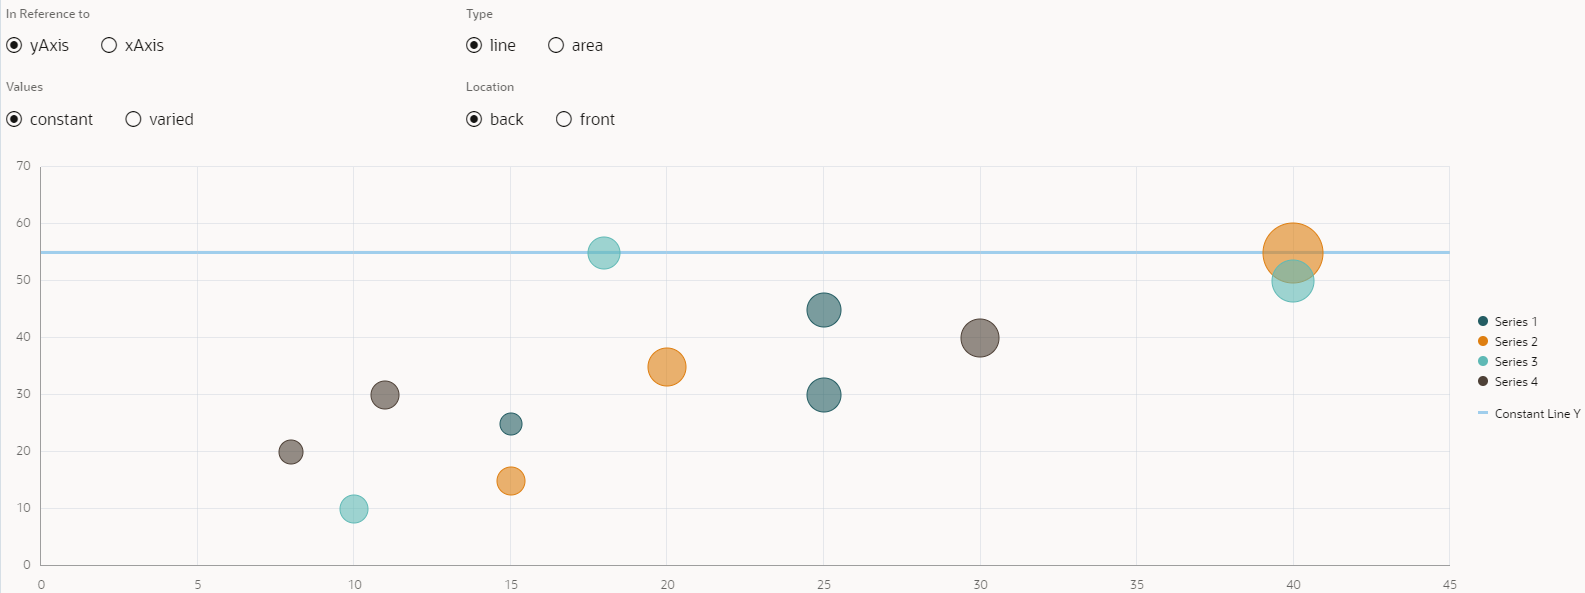 In Reference to
yAxis xAxis
Type
line area
Values
constant varied
Location
back front
70
60
50
40
30
20
10
0
0 5 10 15 20 25 30 35 40 45
Series 1
Series 2
Series 3
Series 4
Constant Line Y